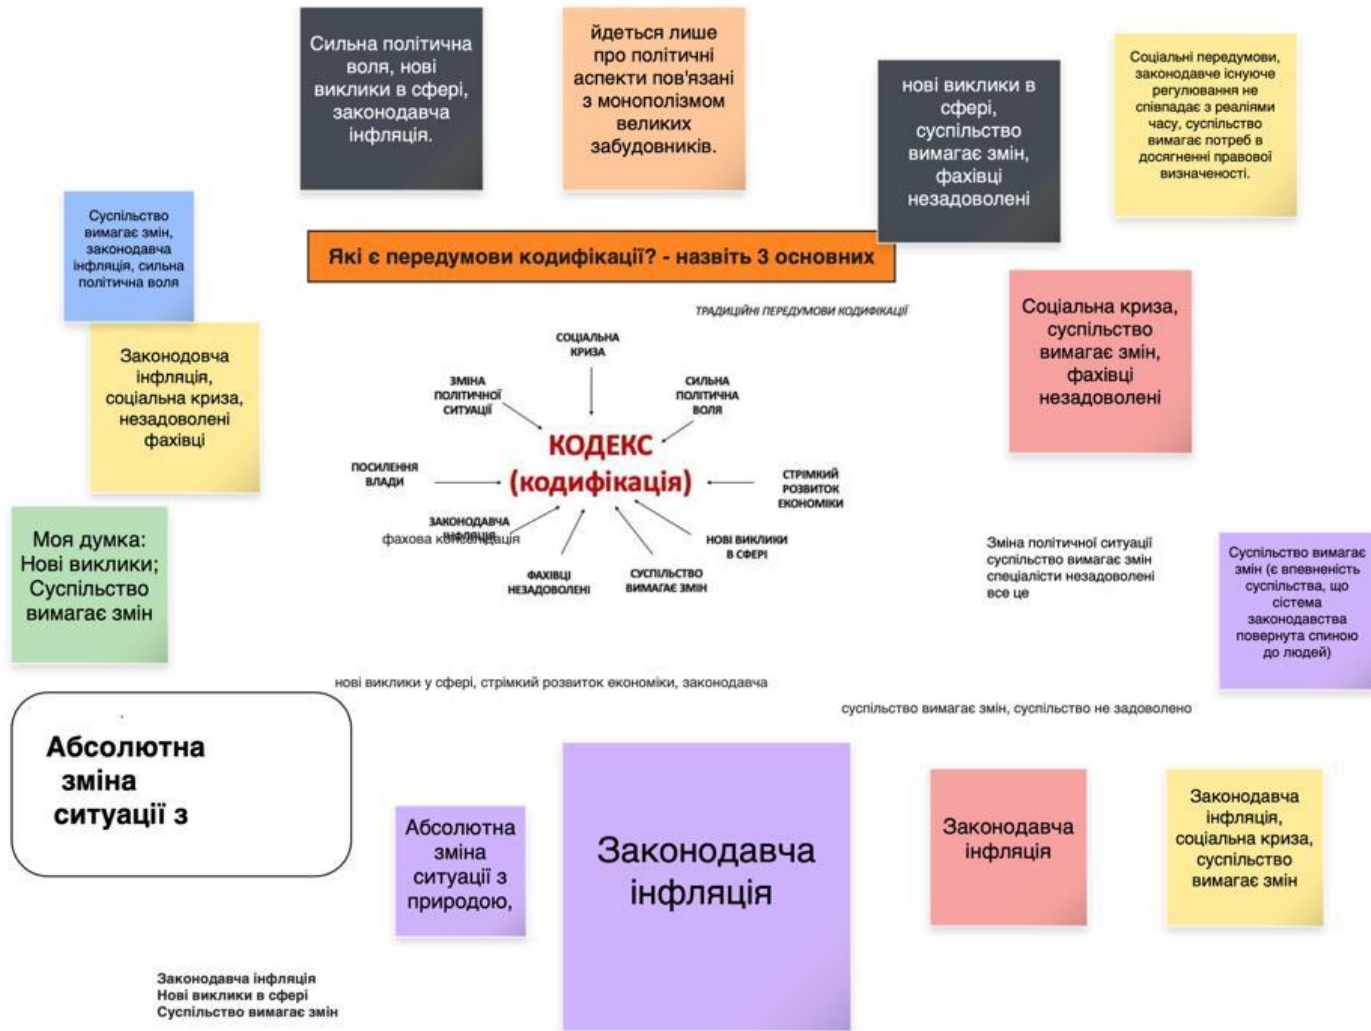 Сильна політична
воля, нові
виклики в сфері,
законодавча
інфляція.
йдеться лише
про політичні
аспекти пов'язані
з монополізмом
великих
забудовників.
нові виклики в
сфері,
суспільство
вимагає змін,
фахівці
незадоволені
Соціальні передумови,
законодавче існуюче
регулювання не
співпадає з реаліями
часу, суспільство
вимагає потреб в
досягненні правової
визначеності.
Суспільство
вимагає змін,
законодавча
інфляція, сильна
політична воля
Які є передумови кодифікації? - назвіть 3 основних
Законодовча
інфляція,
соціальна криза,
незадоволені
фахівці
ТРАДИЦІЙНІ ПЕРЕДУМОВИ КОДИФІКАЦІЇ
СОЦІАЛЬНА
КРИЗА
ЗМІНА
ПОЛІТИЧНОЇ
СИТУАЦІЇ
СИЛЬНА
ПОЛІТИЧНА
ВОЛЯ
КОДЕКС
(кодифікація)
ПОСИЛЕННЯ
ВЛАДИ
СТРІМКИЙ
РОЗВИТОК
ЕКОНОМІКИ
ЗАКОНОДАВЧА
ІНФЛЯЦІЯ
фахова консолідація
НОВІ ВИКЛИКИ
В СФЕРІ
ФАХІВЦІ
НЕЗАДОВОЛЕНІ
СУСПІЛЬСТВО
ВИМАГАЄ ЗМІН
Соціальна криза,
суспільство
вимагає змін,
фахівці
незадоволені
Моя думка:
Нові виклики;
Суспільство
вимагає змін
Зміна політичної ситуації
суспільство вимагає змін
спеціалісти незадоволені
все це
Суспільство вимагає
змін (є впевненість
суспільства, що
сістема
законодавства
повернута спиною
до людей)
нові виклики у сфері, стрімкий розвиток економіки, законодавча
суспільство вимагає змін, суспільство не задоволено
Абсолютна
зміна
ситуації з
Абсолютна
зміна
ситуації з
природою,
Законодавча
інфляція
Законодавча
інфляція
Законодавча
інфляція,
соціальна криза,
суспільство
вимагає змін
Законодавча інфляція
Нові виклики в сфері
Суспільство вимагає змін